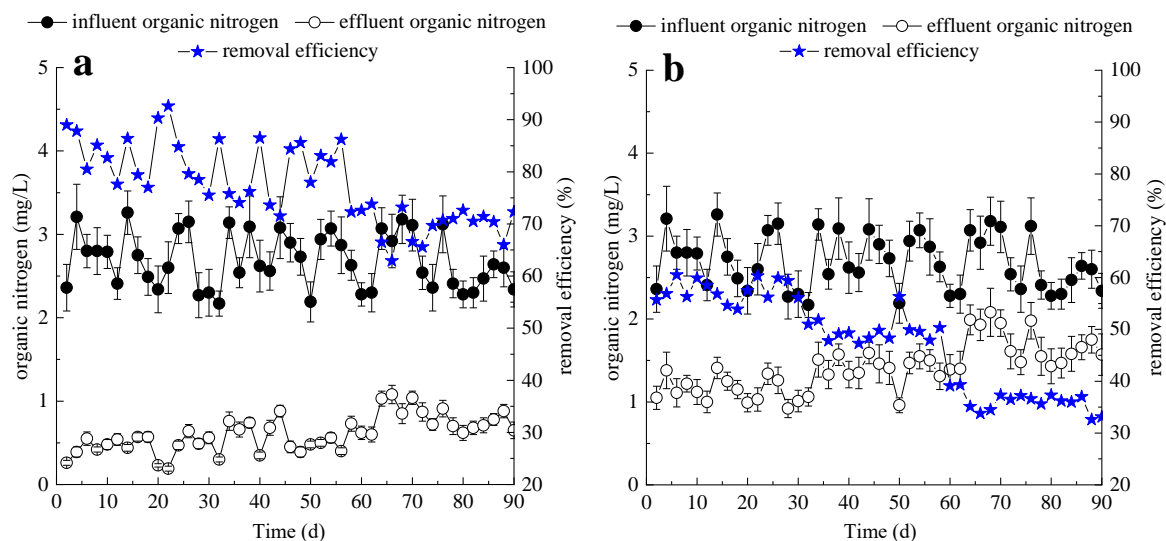 influent organic nitrogen effluent organic nitrogen
removal efficiency
a
5
4
3
2
1
0
organic nitrogen (mg/L)
100
90
80
70
60
50
40
30
20
removal efficiency (%)
0 10 20 30 40 50 60 70 80 90
Time (d)
influent organic nitrogen effluent organic nitrogen
removal efficiency
b
5
4
3
2
1
0
organic nitrogen (mg/L)
100
90
80
70
60
50
40
30
20
removal efficiency (%)
0 10 20 30 40 50 60 70 80 90
Time (d)